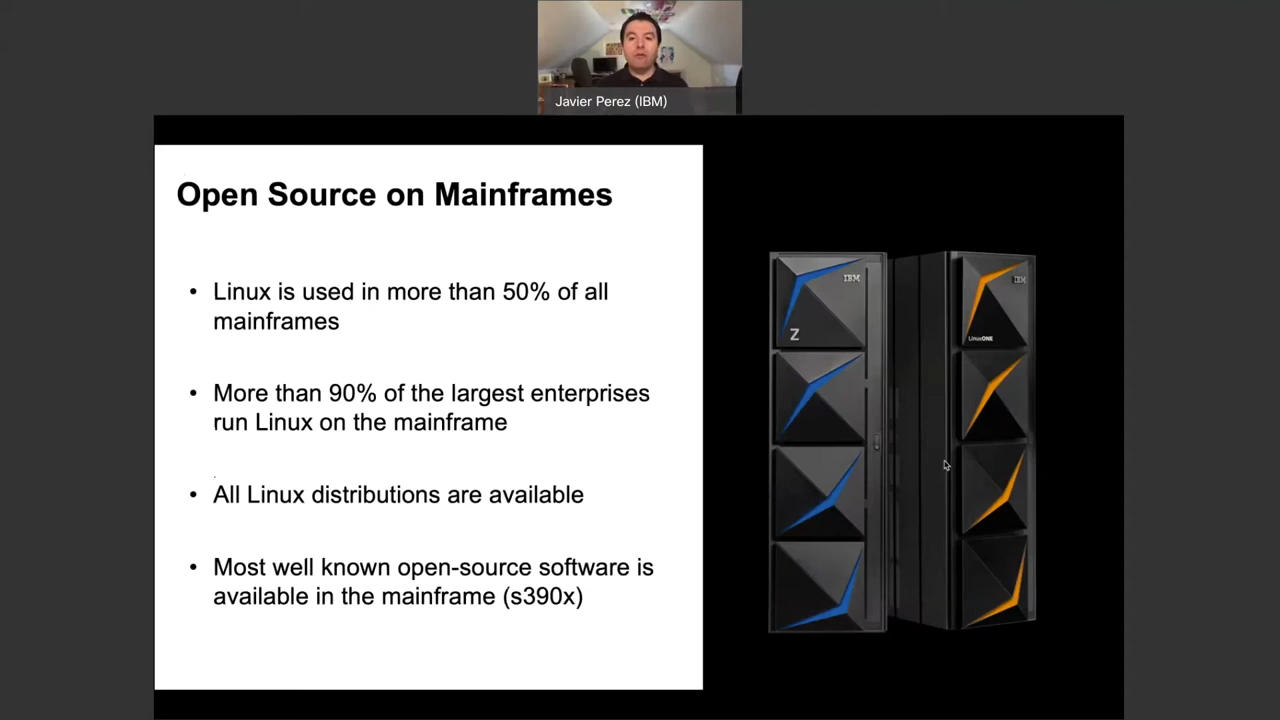 Javier Perez (IBM)
Open Source on Mainframes
• Linux is used in more than 50% of all
mainframes
• More than 90% of the largest enterprises
run Linux on the mainframe
• All Linux distributions are available
• Most well known open-source software is
available in the mainframe (s390x)
IBM
Z
IBM
LinuxONE